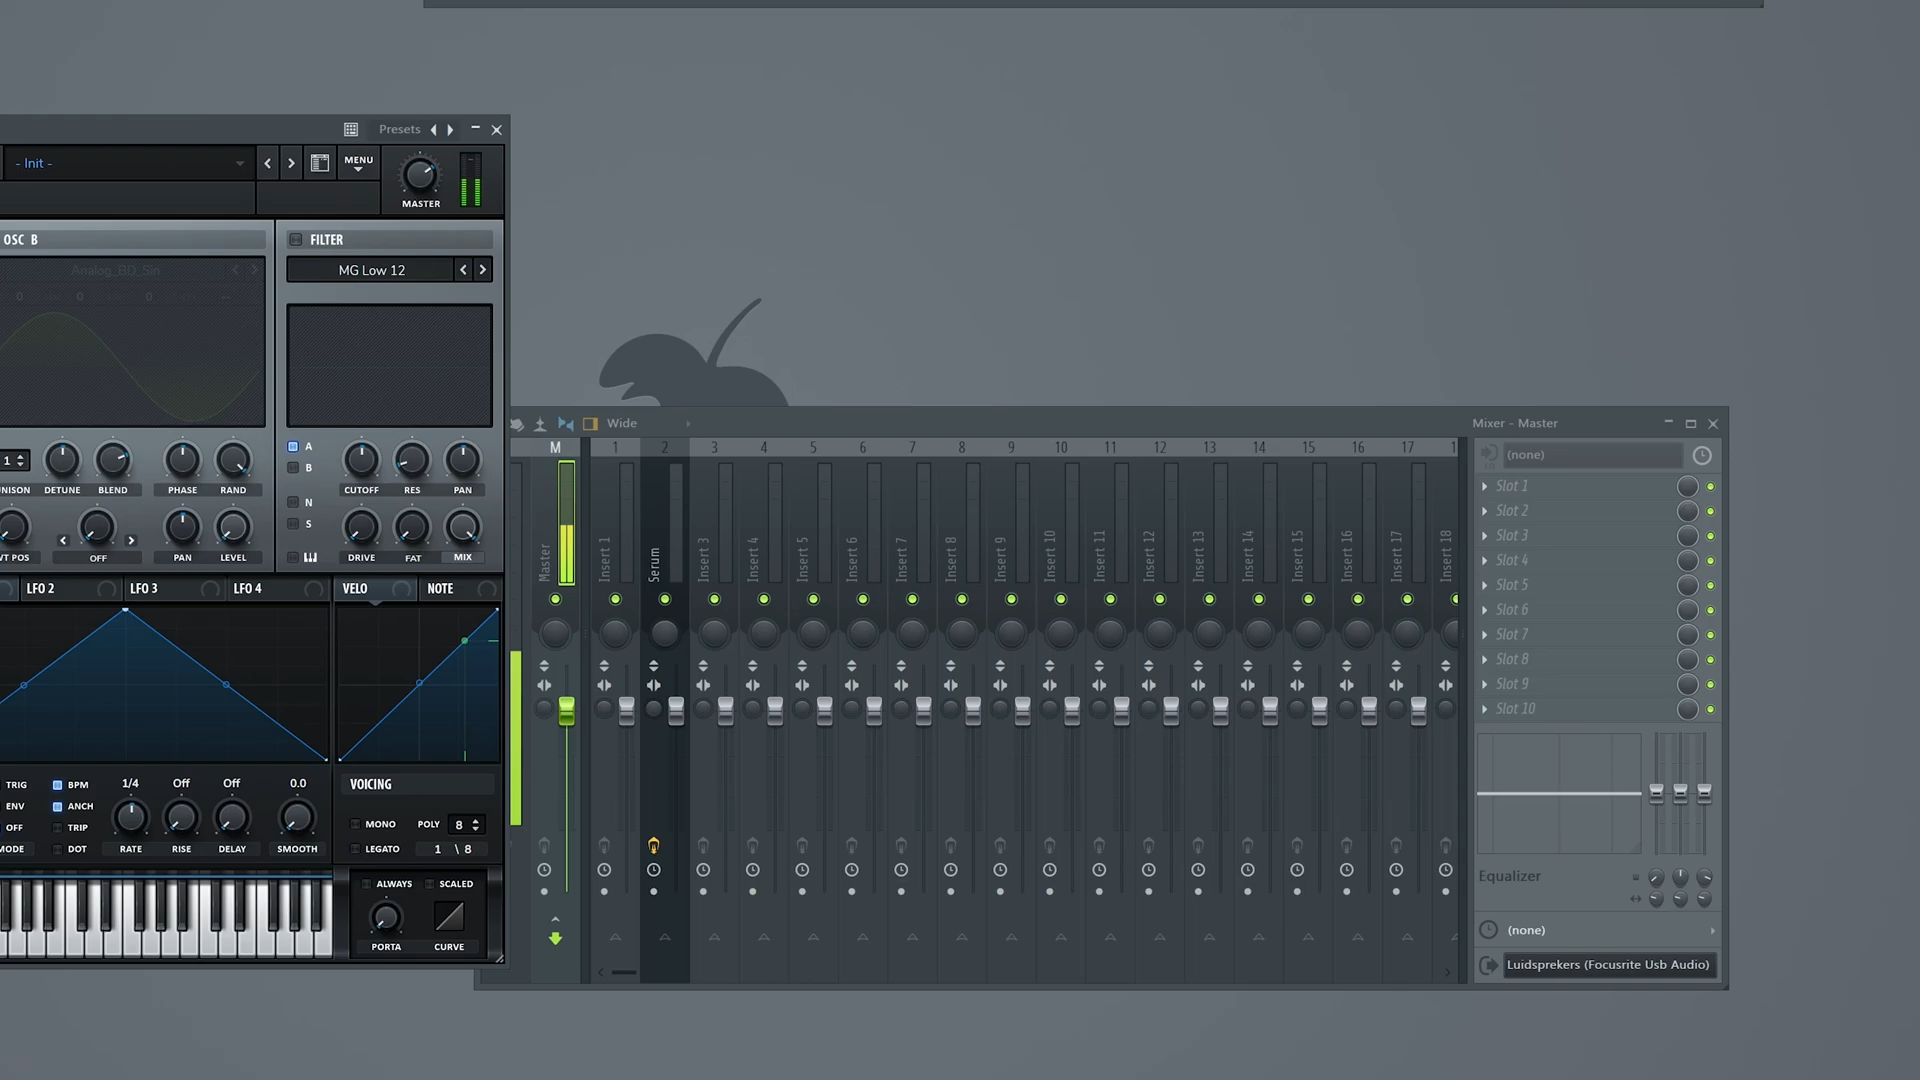 Presets
- Init -
MENU
MASTER
OSC B
FILTER
Analog_BD_Sin
MG Low 12
0 0 0 --
1
NISON DETUNE BLEND PHASE RAND
A
B
N
S
CUTOFF RES PAN
WT POS OFF PAN LEVEL
DRIVE FAT MIX
LFO 2 LFO 3 LFO 4 VELO NOTE
TRIG BPM 1/4 Off Off 0.0
ENV ANCH
OFF TRIP
MODE DOT RATE RISE DELAY SMOOTH
VOICING
MONO POLY 8
LEGATO 1 \ 8
ALWAYS SCALED
PORTA CURVE
Wide
Mixer - Master
M 1 2 3 4 5 6 7 8 9 10 11 12 13 14 15 16 17 1
Master
Insert 1
Serum
Insert 3
Insert 4
Insert 5
Insert 6
Insert 7
Insert 8
Insert 9
Insert 10
Insert 11
Insert 12
Insert 13
Insert 14
Insert 15
Insert 16
Insert 17
Insert 18
(none)
Slot 1
Slot 2
Slot 3
Slot 4
Slot 5
Slot 6
Slot 7
Slot 8
Slot 9
Slot 10
Equalizer
(none)
Luidsprekers (Focusrite Usb Audio)